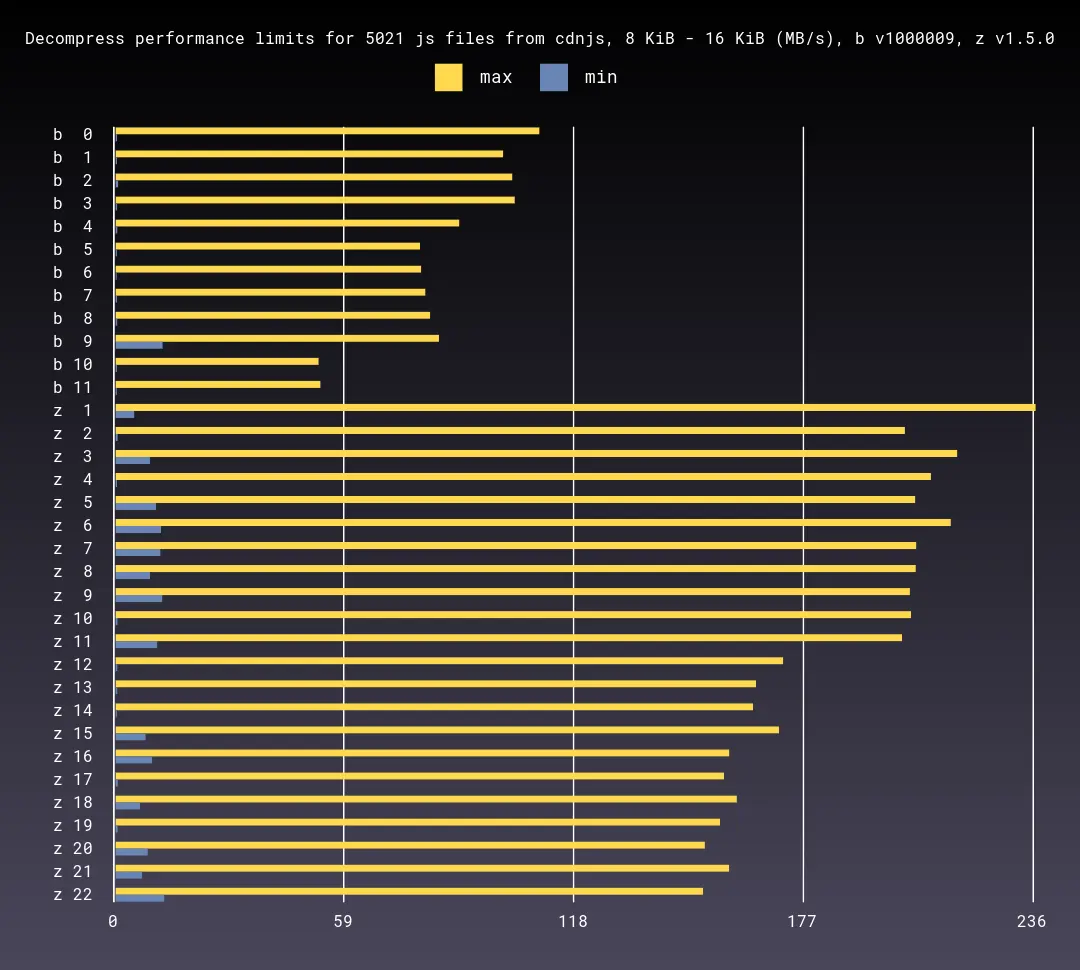 Decompress performance limits for 5021 js files from cdnjs, 8 KiB - 16 KiB (MB/s), b v1000009, z v1.5.0
max min
b 0
b 1
b 2
b 3
b 4
b 5
b 6
b 7
b 8
b 9
b 10
b 11
z 1
z 2
z 3
z 4
z 5
z 6
z 7
z 8
z 9
z 10
z 11
z 12
z 13
z 14
z 15
z 16
z 17
z 18
z 19
z 20
z 21
z 22
0 59 118 177 236